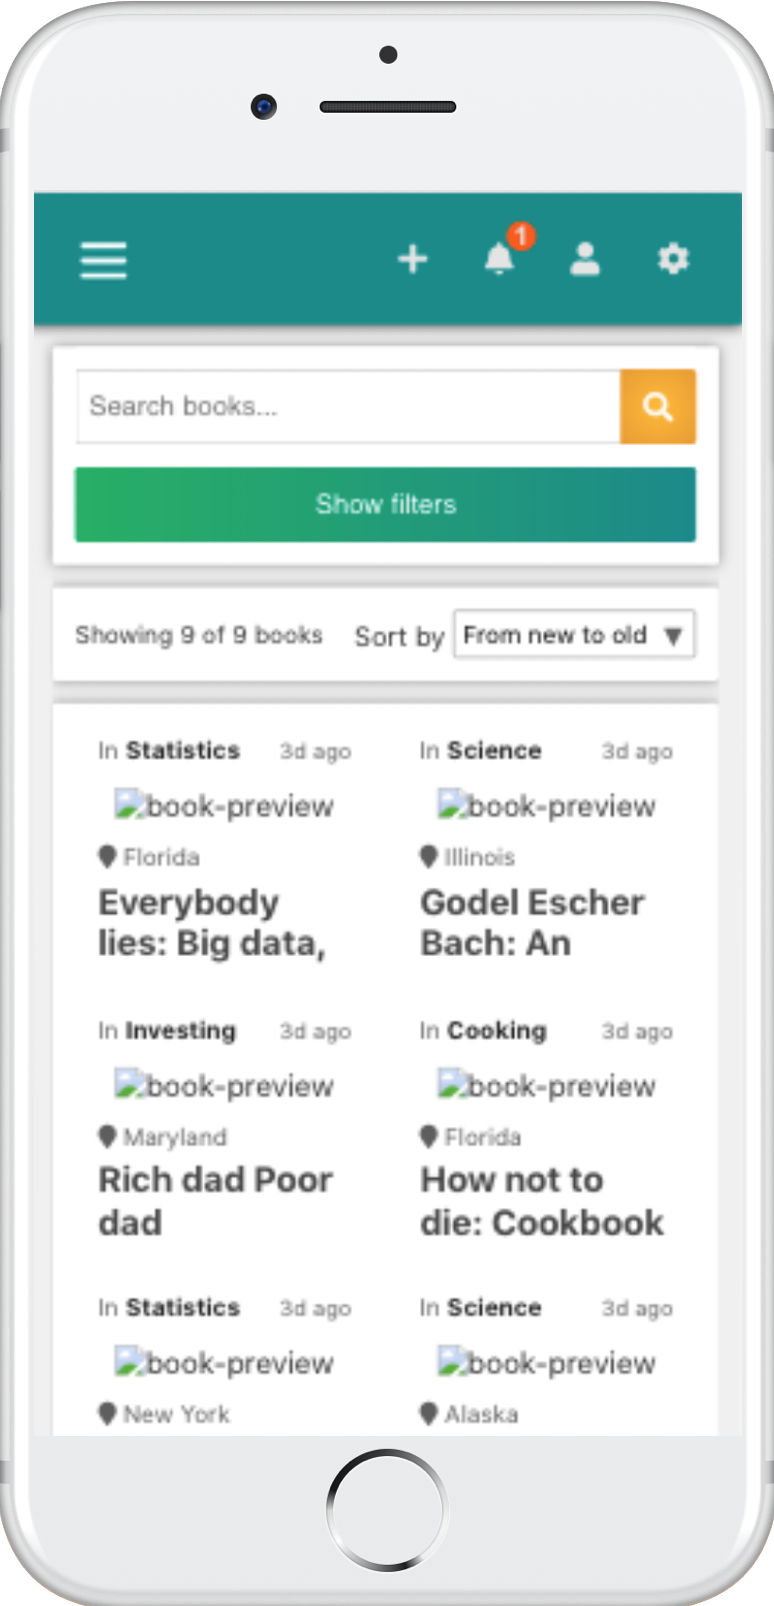 1
Search books...
Show filters
Showing 9 of 9 books
Sort by
From new to old
In Statistics 3d ago
book-preview
Florida
Everybody
lies: Big data,
In Science 3d ago
book-preview
Illinois
Godel Escher
Bach: An
In Investing 3d ago
book-preview
Maryland
Rich dad Poor
dad
In Cooking 3d ago
book-preview
Florida
How not to
die: Cookbook
In Statistics 3d ago
book-preview
New York
In Science 3d ago
book-preview
Alaska